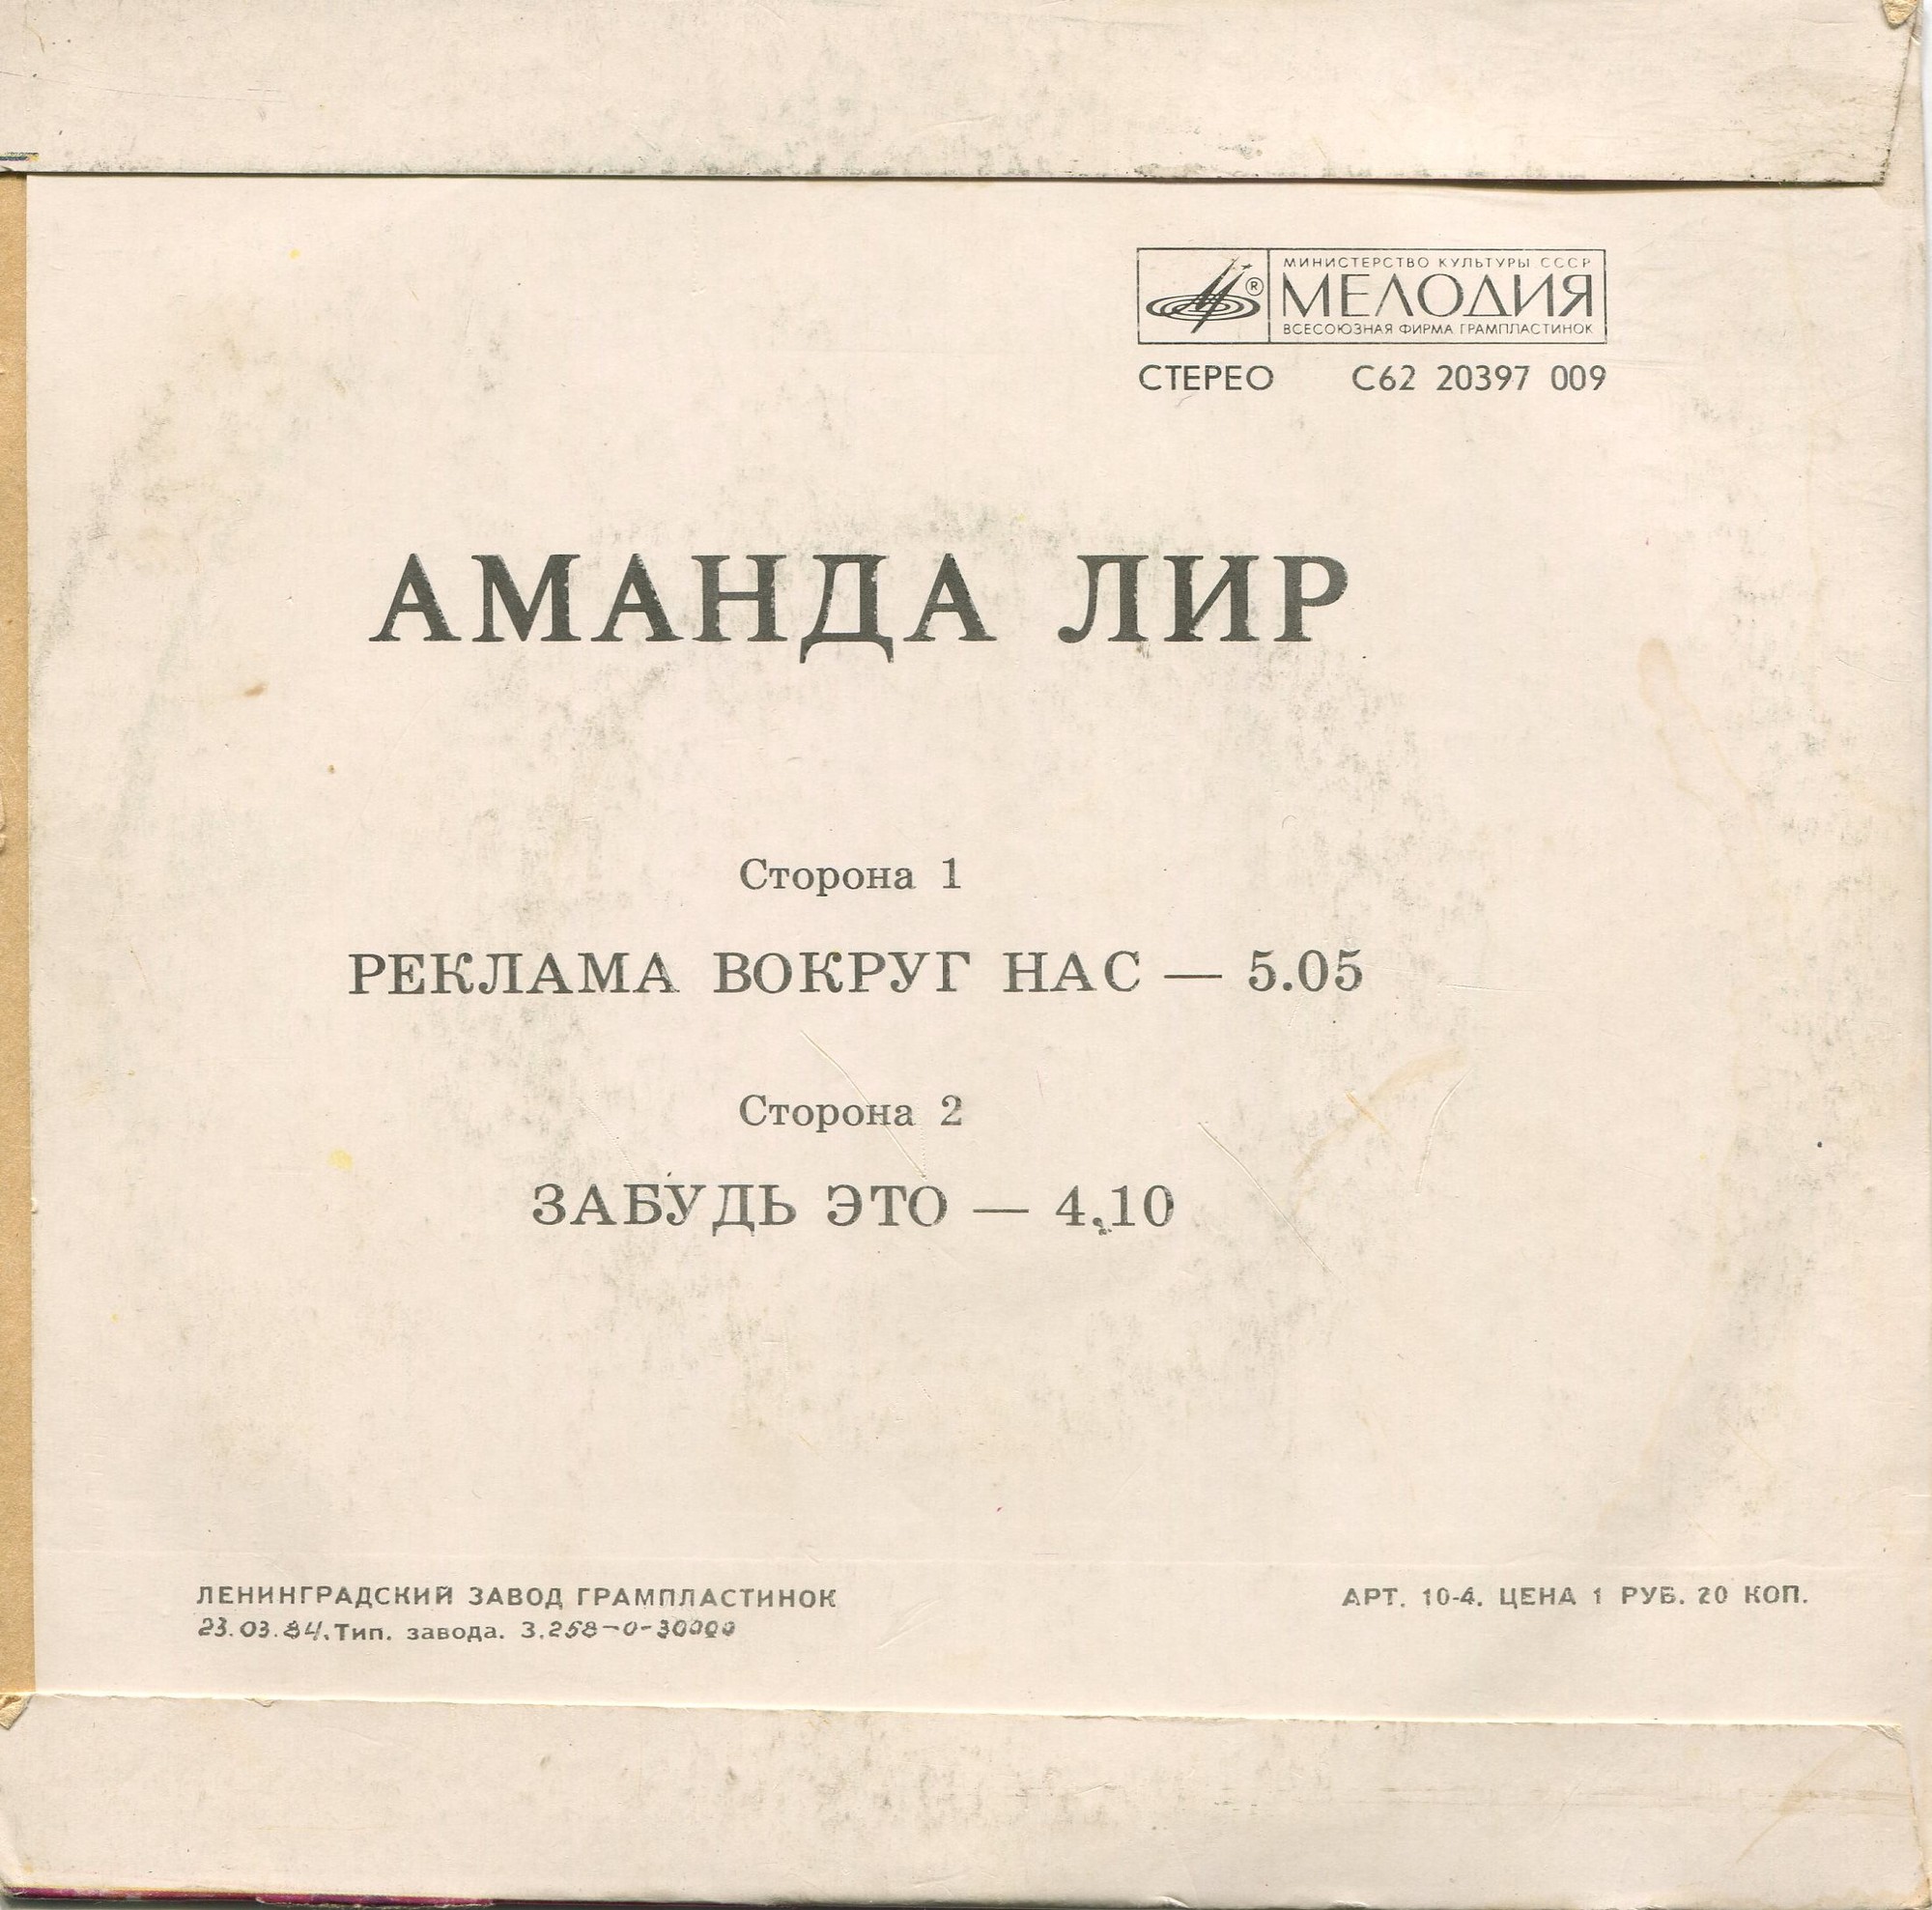 МИНИСТЕРСТВО КУЛЬТУРЫ СССР
МЕЛОДИЯ
ВСЕСОЮЗНАЯ ФИРМА ГРАМПЛАСТИНОК
СТЕРЕО С62 20397 009
АМАНДА ЛИР
Сторона 1
РЕКЛАМА ВОКРУГ НАС — 5.05
Сторона 2
ЗАБУДЬ ЭТО — 4.10
ЛЕНИНГРАДСКИЙ ЗАВОД ГРАМПЛАСТИНОК
23.03.84. Тип. завода. З. 258-0-30000
АРТ. 10-4. ЦЕНА 1 РУБ. 20 КОП.